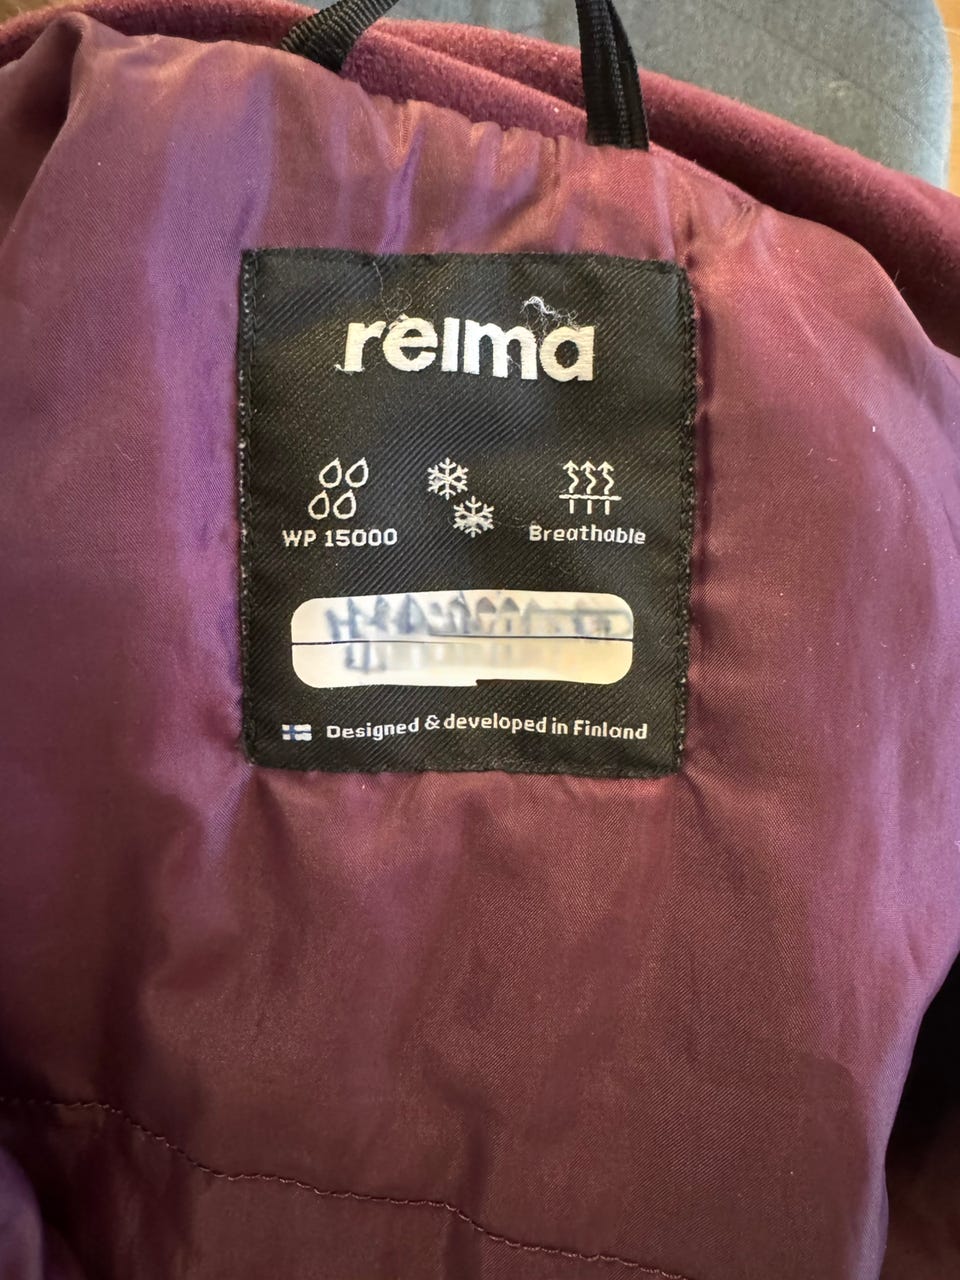 reima
WP 15000
Breathable
Designed & developed in Finland